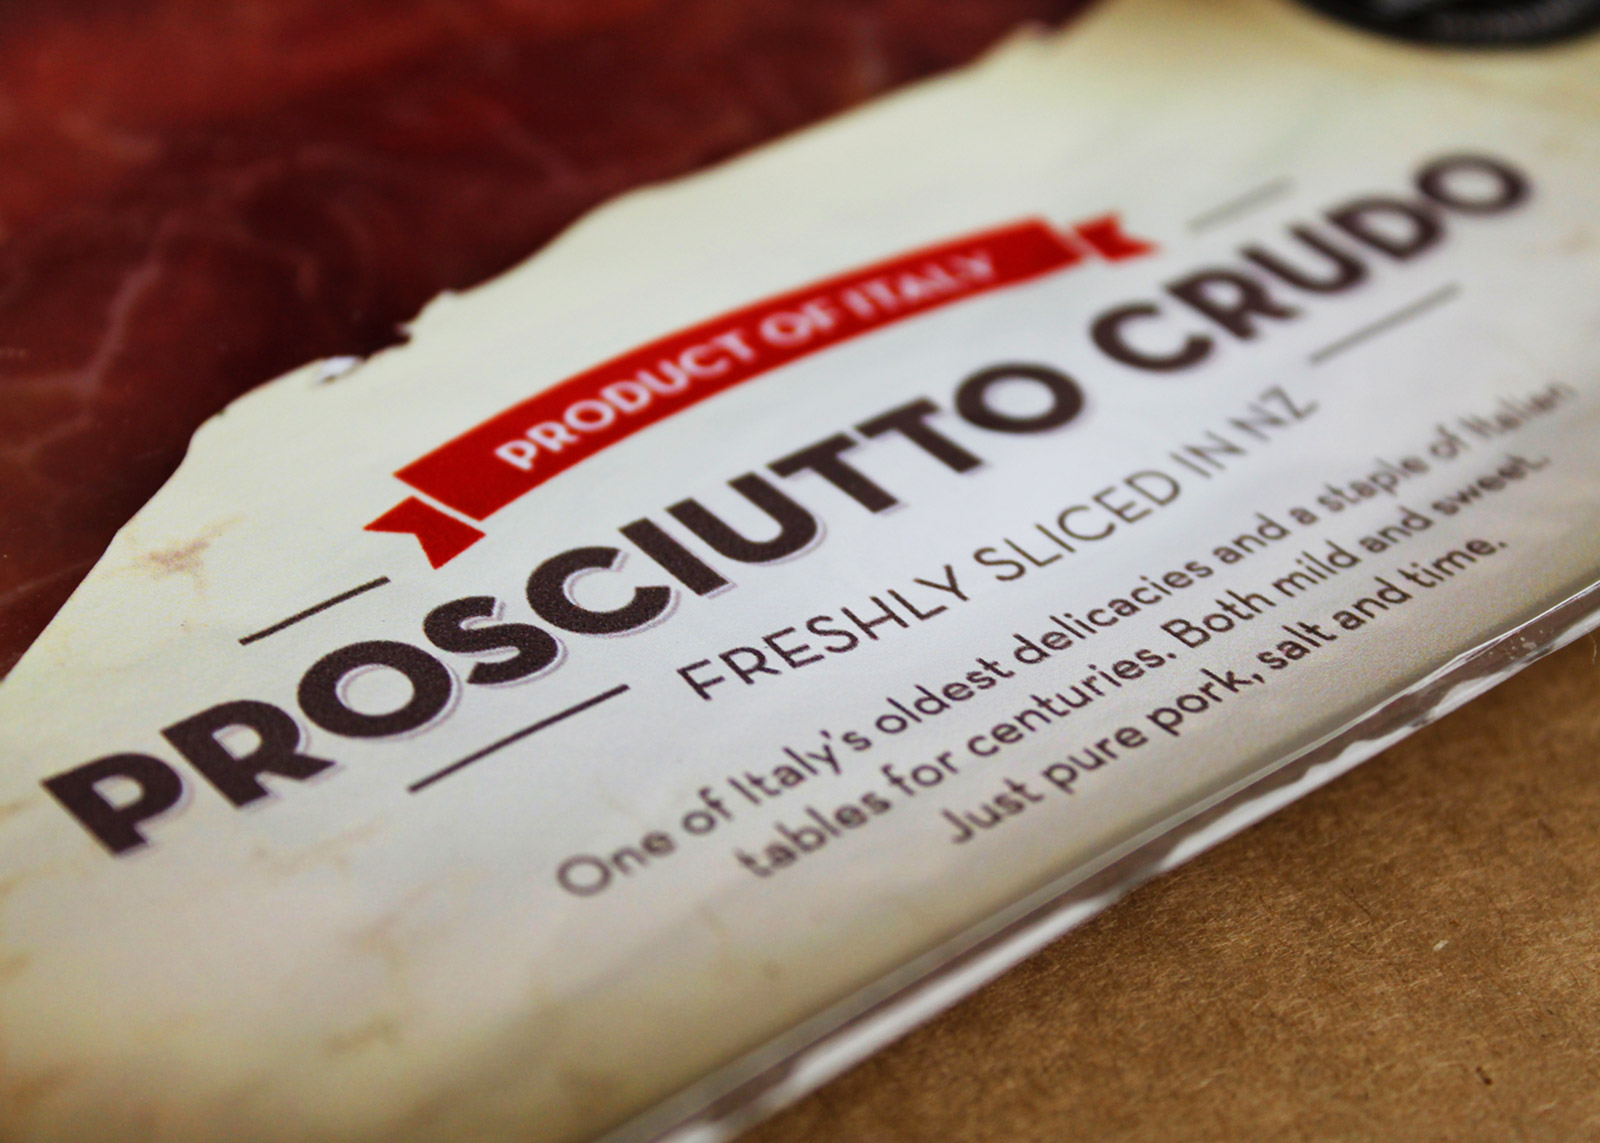 PRODUCT OF ITALY
PROSCIUTTO CRUDO
FRESHLY SLICED IN NZ
One of Italy's oldest delicacies and a staple of Italian
tables for centuries. Both mild and sweet.
Just pure pork, salt and time.